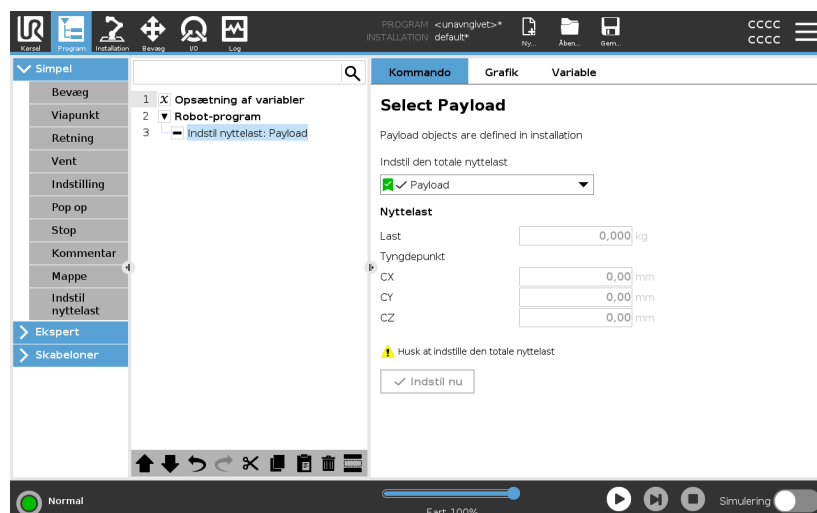 PROGRAM <unavngivet>*
INSTALLATION default*
CCCC
CCCC
Kørsel Program Installation Bevæg I/O Log Ny... Åben... Gem...
Simpel
Bevæg
Viapunkt
Retning
Vent
Indstilling
Pop op
Stop
Kommentar
Mappe
Indstil
nyttelast
Ekspert
Skabeloner
1 X Opsætning af variabler
2 Robot-program
3 Indstil nyttelast: Payload
Kommando Grafik Variable
Select Payload
Payload objects are defined in installation
Indstil den totale nyttelast
Payload
Nyttelast
Last 0,000 kg
Tyngdepunkt
CX 0,00 mm
CY 0,00 mm
CZ 0,00 mm
Husk at indstille den totale nyttelast
Indstil nu
Normal
Fart 100%
Simulering